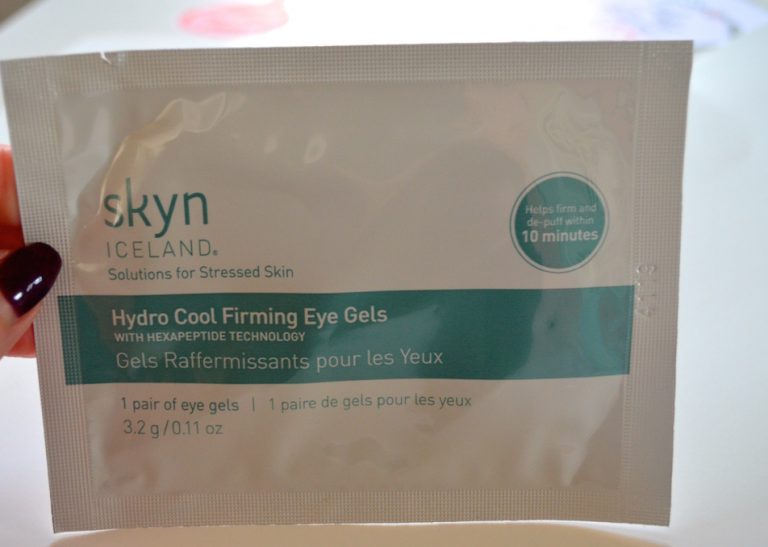 skyn
ICELAND®
Solutions for Stressed Skin
Helps firm and
de-puff within
10 minutes
Hydro Cool Firming Eye Gels
WITH HEXAPEPTIDE TECHNOLOGY
Gels Raffermissants pour les Yeux
1 pair of eye gels | 1 paire de gels pour les yeux
3.2 g/0.11 oz